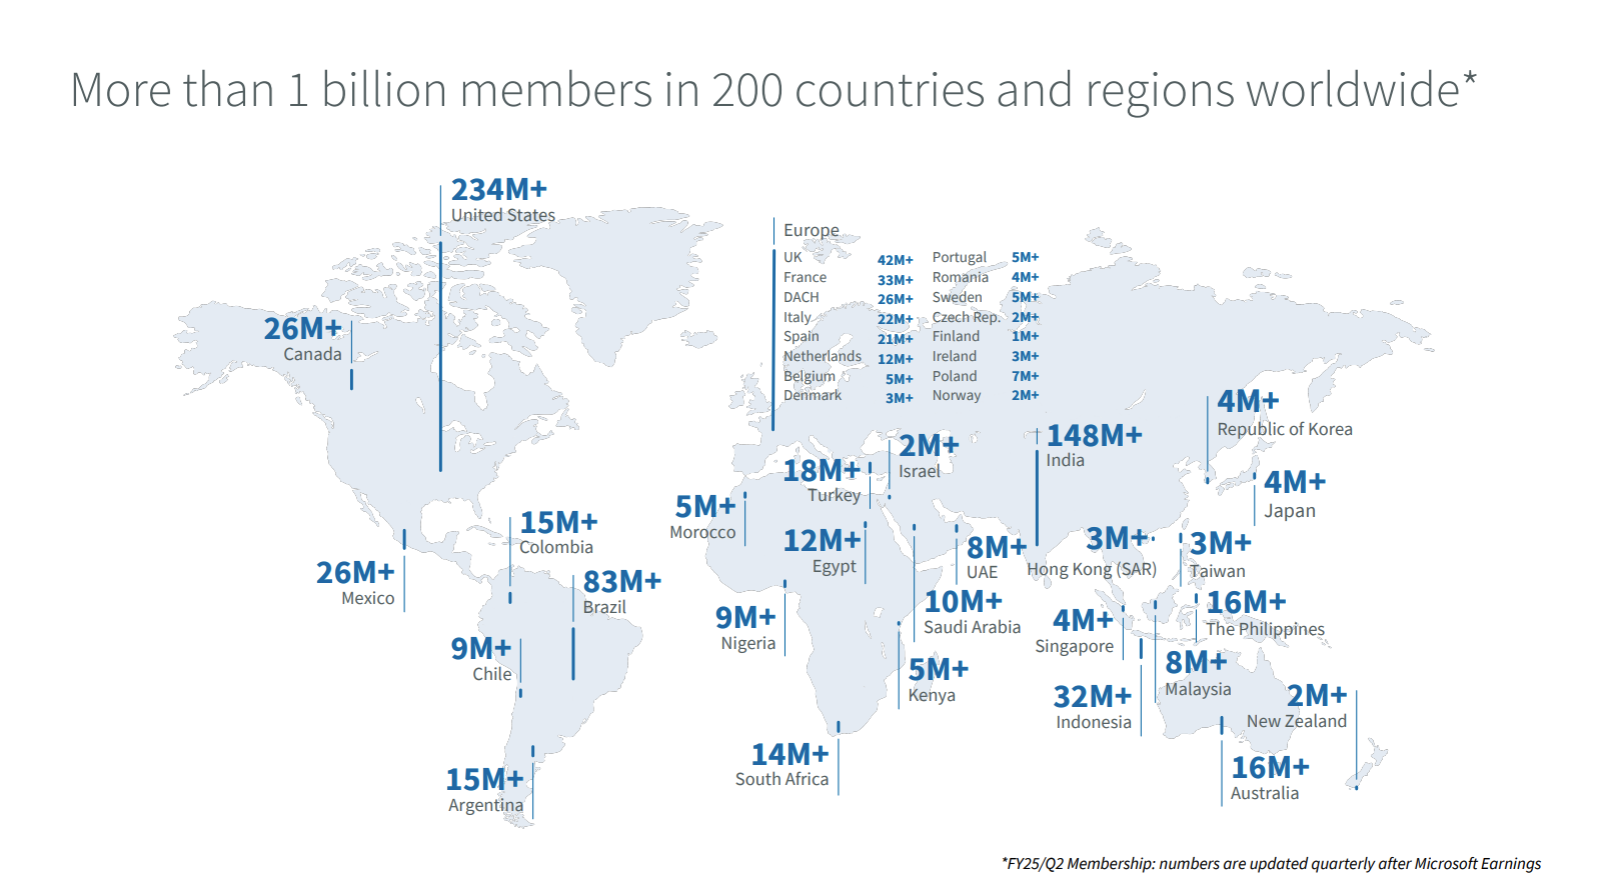 More than 1 billion members in 200 countries and regions worldwide*
234M+
United States
26M+
Canada
26M+
Mexico
15M+
Colombia
83M+
Brazil
9M+
Chile
15M+
Argentina
Europe
UK 42M+ Portugal 5M+
France 33M+ Romania 4M+
DACH 26M+ Sweden 5M+
Italy 22M+ Czech Rep. 2M+
Spain 21M+ Finland 1M+
Netherlands 12M+ Ireland 3M+
Belgium 5M+ Poland 7M+
Denmark 3M+ Norway 2M+
2M+
Israel
18M+
Turkey
5M+
Morocco
12M+
Egypt
8M+
UAE
10M+
Saudi Arabia
9M+
Nigeria
5M+
Kenya
14M+
South Africa
148M+
India
4M+
Republic of Korea
4M+
Japan
3M+
Hong Kong (SAR)
3M+
Taiwan
16M+
The Philippines
4M+
Singapore
8M+
Malaysia
32M+
Indonesia
2M+
New Zealand
16M+
Australia
*FY25/Q2 Membership: numbers are updated quarterly after Microsoft Earnings